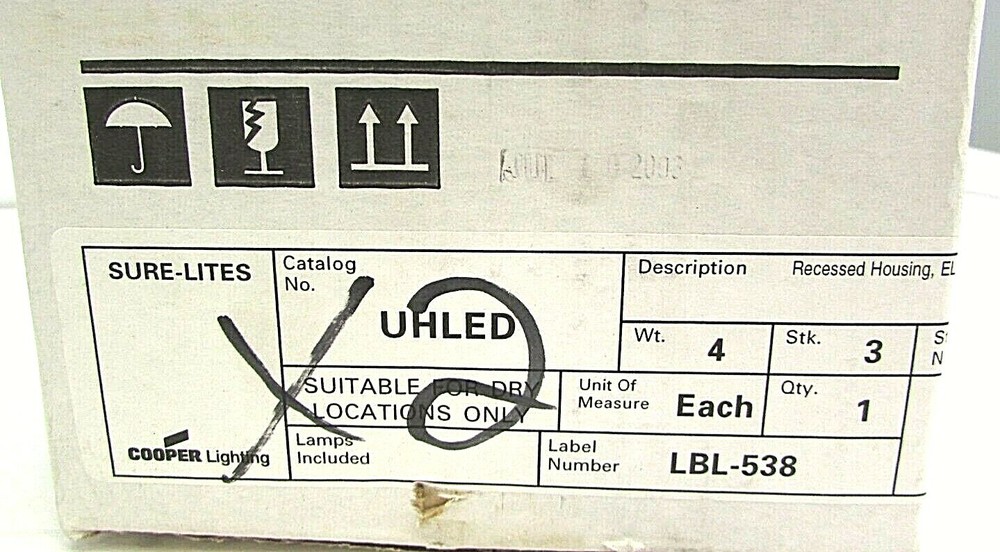 SURE-LITES
COOPER Lighting
Catalog No.
UHLED
X2
SUITABLE FOR DRY
LOCATIONS ONLY
Lamps
Included
Description Recessed Housing, EL
Wt. 4
Stk. 3
Unit Of
Measure Each
Qty. 1
Label
Number LBL-538